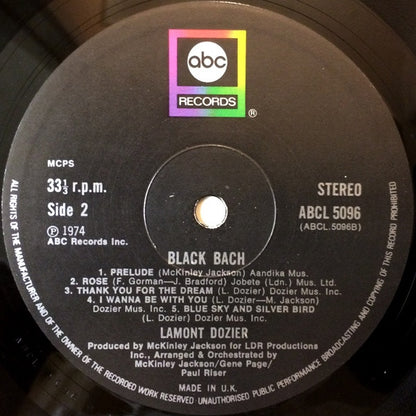 abc
RECORDS
®
MCPS
33⅓ r.p.m.
Side 2
℗ 1974
ABC Records Inc.
STEREO
ABCL 5096
(ABCL.5096B)
BLACK BACH
1. PRELUDE (McKinley Jackson) Aandika Mus.
2. ROSE (F. Gorman—J. Bradford) Jobete (Ldn.) Mus. Ltd.
3. THANK YOU FOR THE DREAM (L. Dozier) Dozier Mus. Inc.
4. I WANNA BE WITH YOU (L. Dozier—M. Jackson)
Dozier Mus. Inc. 5. BLUE SKY AND SILVER BIRD
(L. Dozier) Dozier Mus. Inc.
LAMONT DOZIER
Produced by McKinley Jackson for LDR Productions
Inc., Arranged & Orchestrated by
McKinley Jackson/Gene Page/
Paul Riser
MADE IN U.K.
ALL RIGHTS OF THE MANUFACTURER AND OF THE OWNER OF THE RECORDED WORK RESERVED UNAUTHORISED PUBLIC PERFORMANCE BROADCASTING AND COPYING OF THIS RECORD PROHIBITED